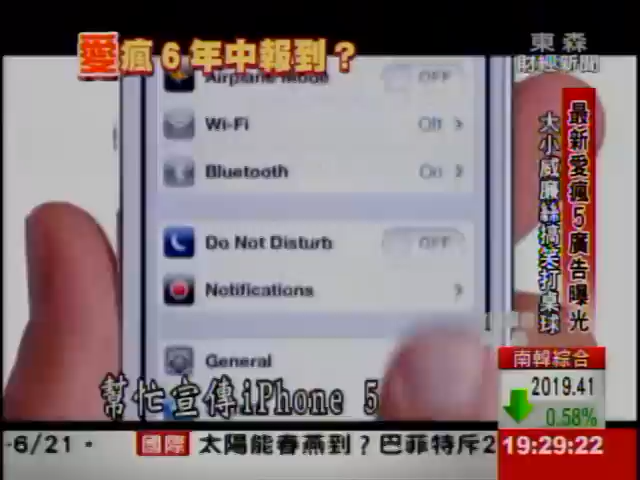 愛瘋6年中報到?
東森
財經新聞
Airplane Mode
OFF
Wi-Fi
Off
Bluetooth
On
Do Not Disturb
OFF
Notifications
General
最新愛瘋5廣告曝光
大小威廉絲搞笑打桌球
南韓綜合
2019.41
0.58%
幫忙宣傳iPhone 5
6/21
國際
太陽能春燕到?巴菲特斥2
19:29:22